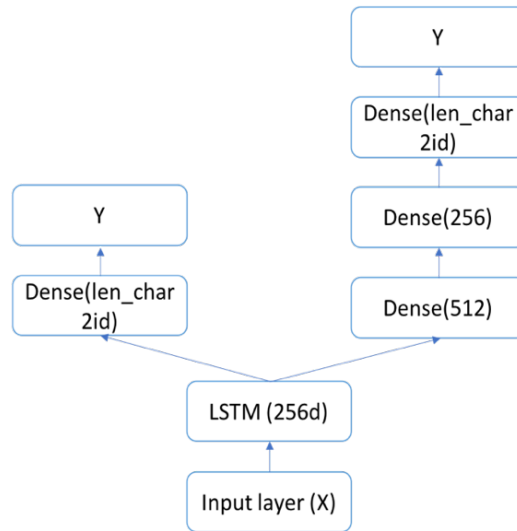 Y
Dense(len_char
2id)
Y
Dense(256)
Dense(len_char
2id)
Dense(512)
LSTM (256d)
Input layer (X)